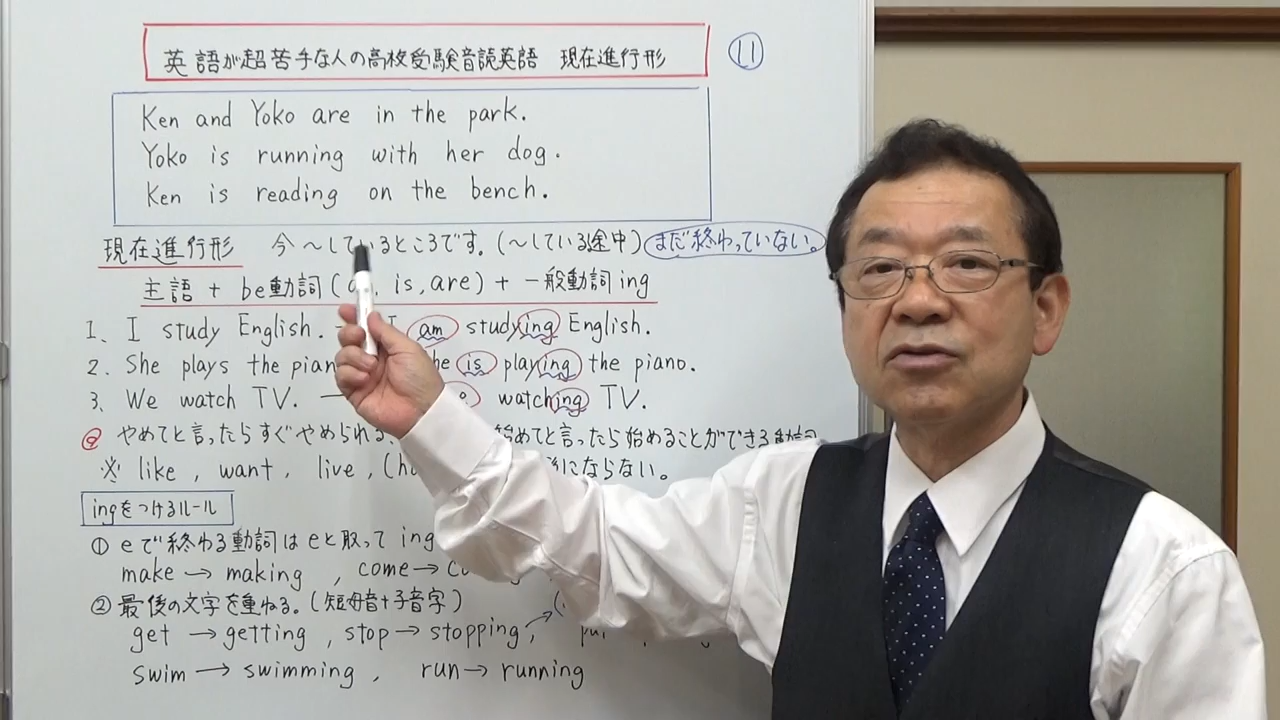 英語が超苦手な人の高校受験音読英語 現在進行形 ⑪
Ken and Yoko are in the park.
Yoko is running with her dog.
Ken is reading on the bench.
現在進行形 今~しているところです。(~している途中) まだ終わっていない。
主語 + be動詞(a , is, are) + 一般動詞ing
1、 I study English. I am studying English.
2. She plays the pian he is playing the piano.
3、 We watch TV. watching TV.
やめてと言ったらすぐやめられる、 始めてと言ったら始めることができる動詞
※ like, want, live, (h にならない。
ingをつけるルール
① eで終わる動詞はeと取って ing
make → making , come → c
② 最後の文字を重ねる。(短母音+子音字)
get → getting , stop → stopping,
swim → swimming , run → running